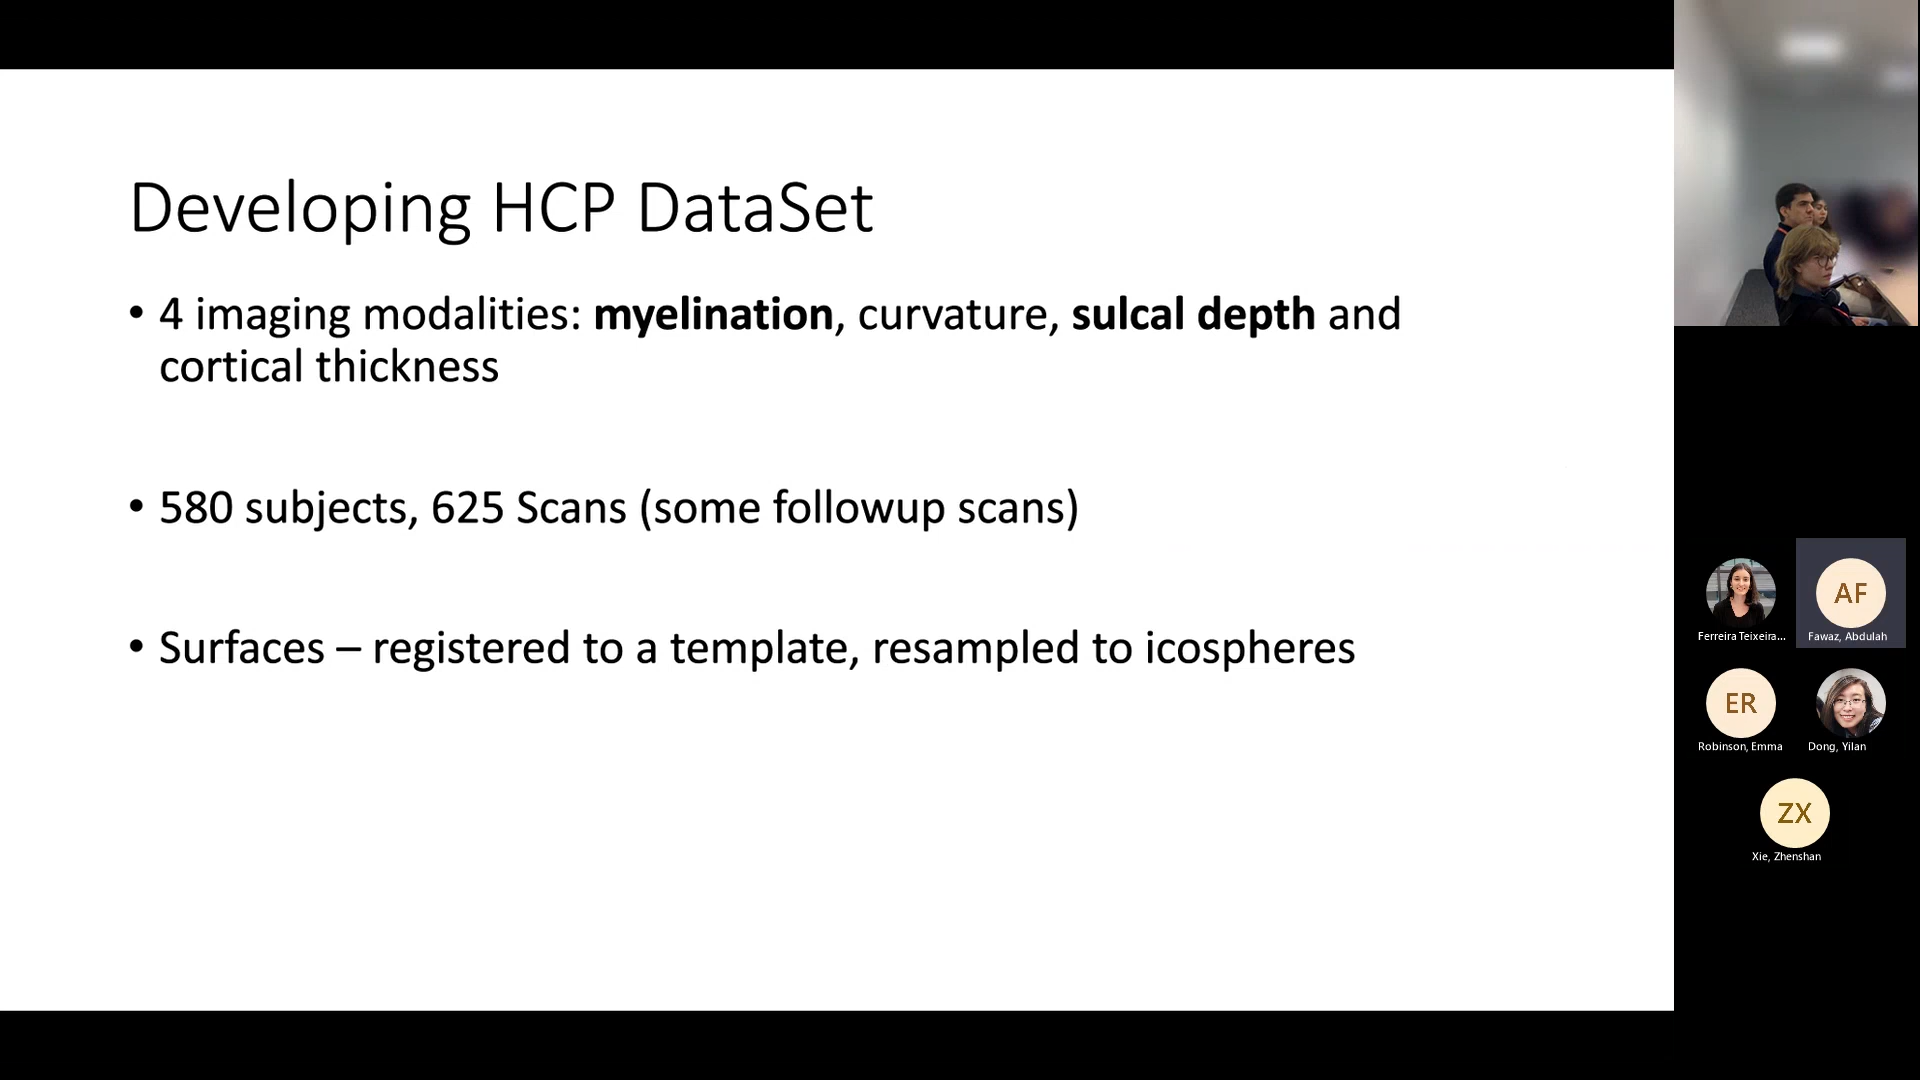 Developing HCP DataSet
• 4 imaging modalities: myelination, curvature, sulcal depth and
cortical thickness
• 580 subjects, 625 Scans (some followup scans)
• Surfaces – registered to a template, resampled to icospheres
Ferreira Teixeira...
AF
Fawaz, Abdulah
ER
Robinson, Emma
Dong, Yilan
ZX
Xie, Zhenshan